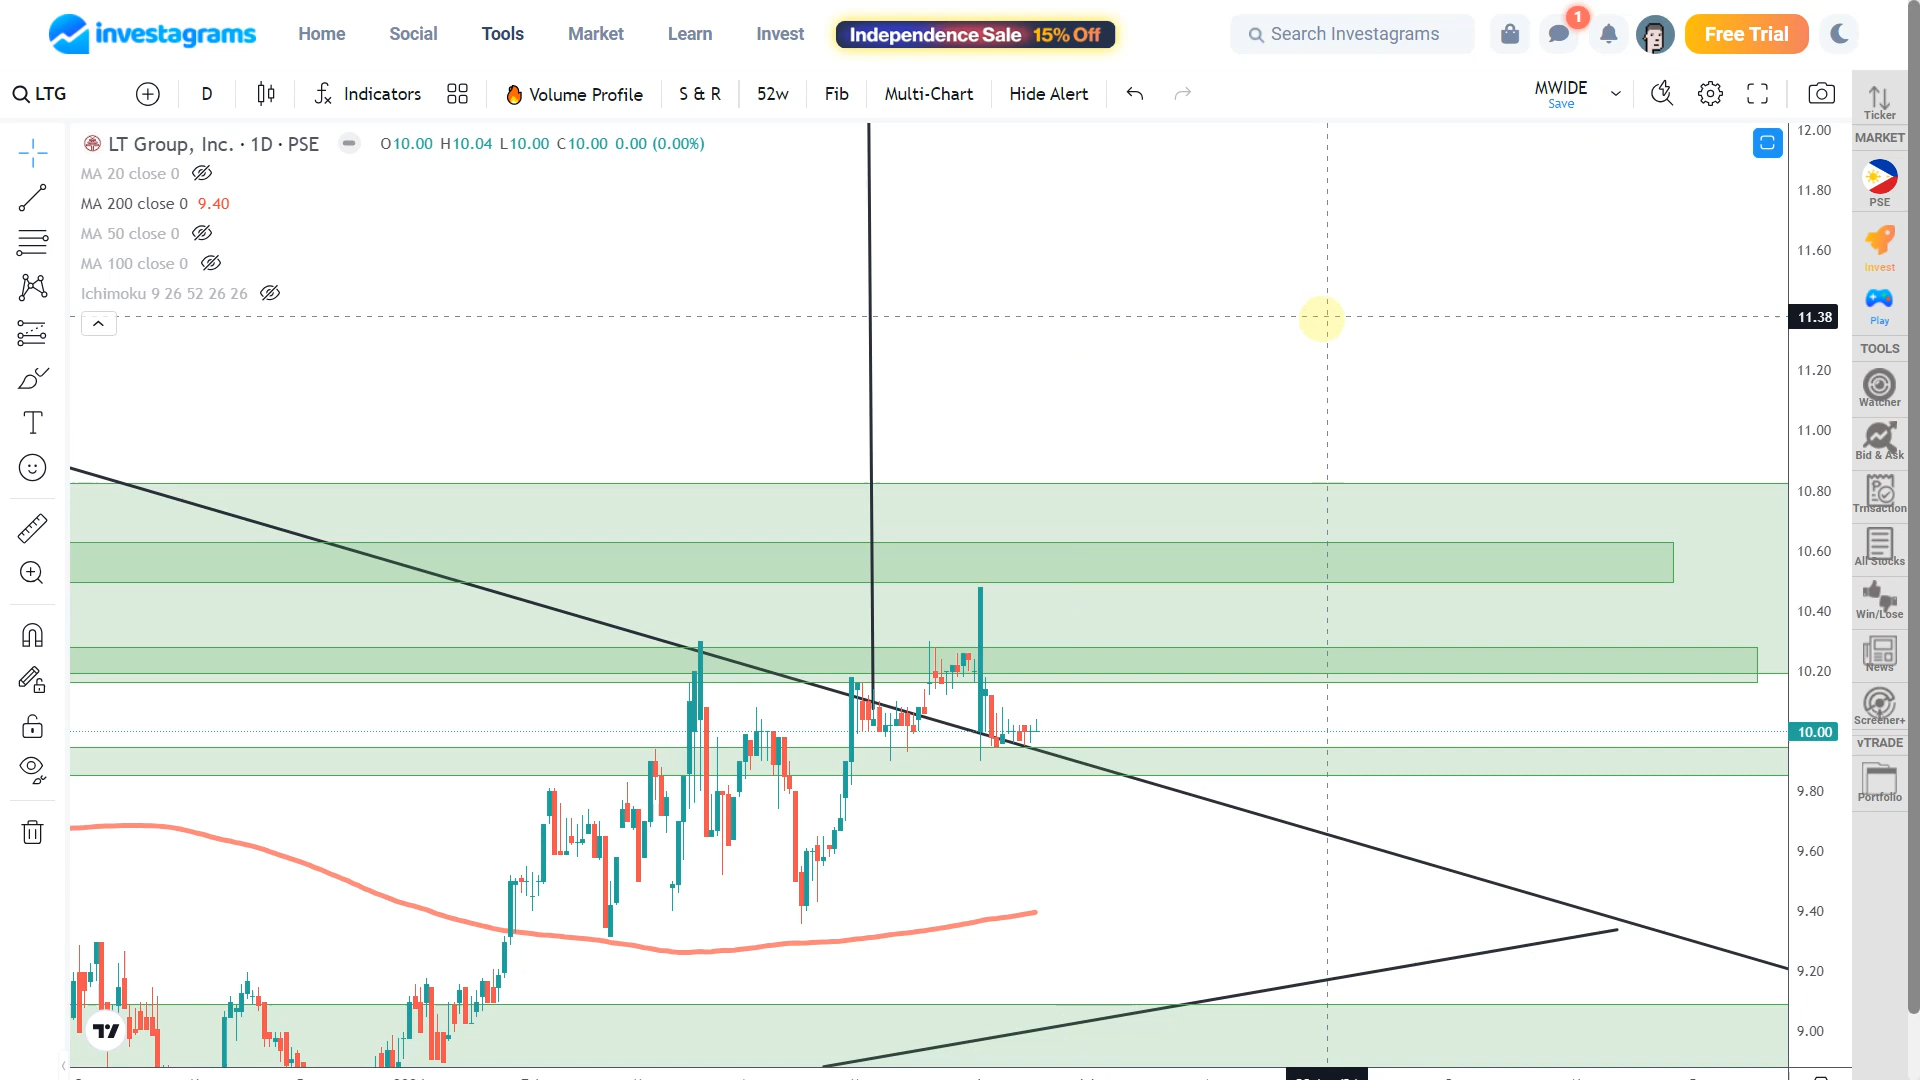 investagrams
Home
Social
Tools
Market
Learn
Invest
Independence Sale 15% Off
Search Investagrams
1
Free Trial
LTG
D
Indicators
Volume Profile
S & R
52w
Fib
Multi-Chart
Hide Alert
MWIDE
Save
LT Group, Inc. · 1D · PSE
O10.00 H10.04 L10.00 C10.00 0.00 (0.00%)
MA 20 close 0
MA 200 close 0 9.40
MA 50 close 0
MA 100 close 0
Ichimoku 9 26 52 26 26
12.00
11.80
11.60
11.38
11.20
11.00
10.80
10.60
10.40
10.20
10.00
9.80
9.60
9.40
9.20
9.00
Ticker
MARKET
PSE
Invest
Play
TOOLS
Watcher
Bid & Ask
Trnsaction
All Stocks
Win/Lose
News
Screener+
vTRADE
Portfolio